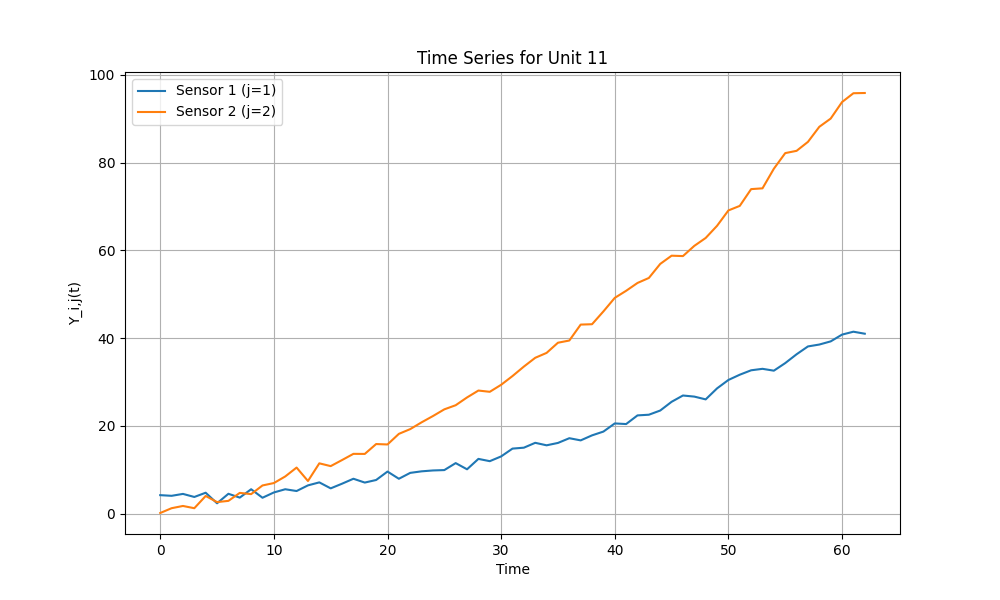 Time Series for Unit 11
Sensor 1 (j=1)
Sensor 2 (j=2)
Y_i,j(t)
100
80
60
40
20
0
0 10 20 30 40 50 60
Time